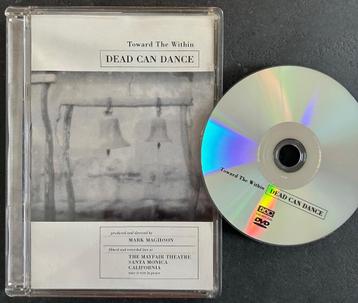 Toward The Within
DEAD CAN DANCE
produced and directed by
MARK MAGIDSON
filmed and recorded live at
THE MAYFAIR THEATRE
SANTA MONICA
CALIFORNIA
Toward The Within
DEAD CAN DANCE
DVD